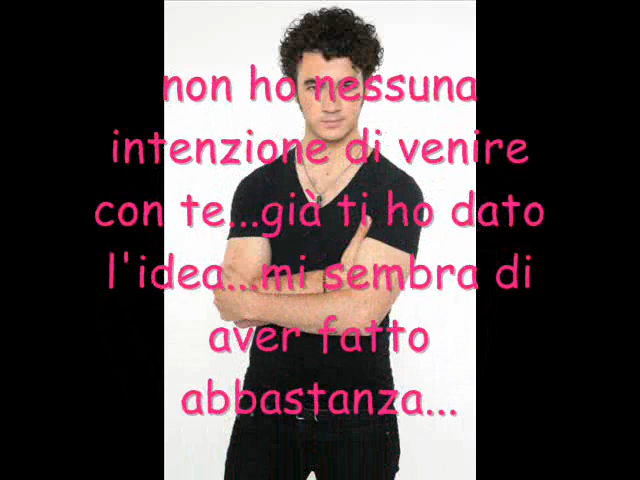 non ho nessuna
intenzione di venire
con te...già ti ho dato
l'idea...mi sembra di
aver fatto
abbastanza...